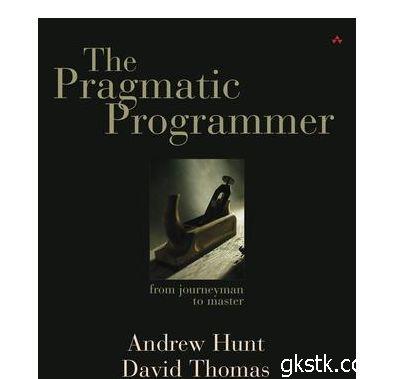 The
Pragmatic
Programmer
from journeyman
to master
Andrew Hunt
David Thomas
gkstk.co